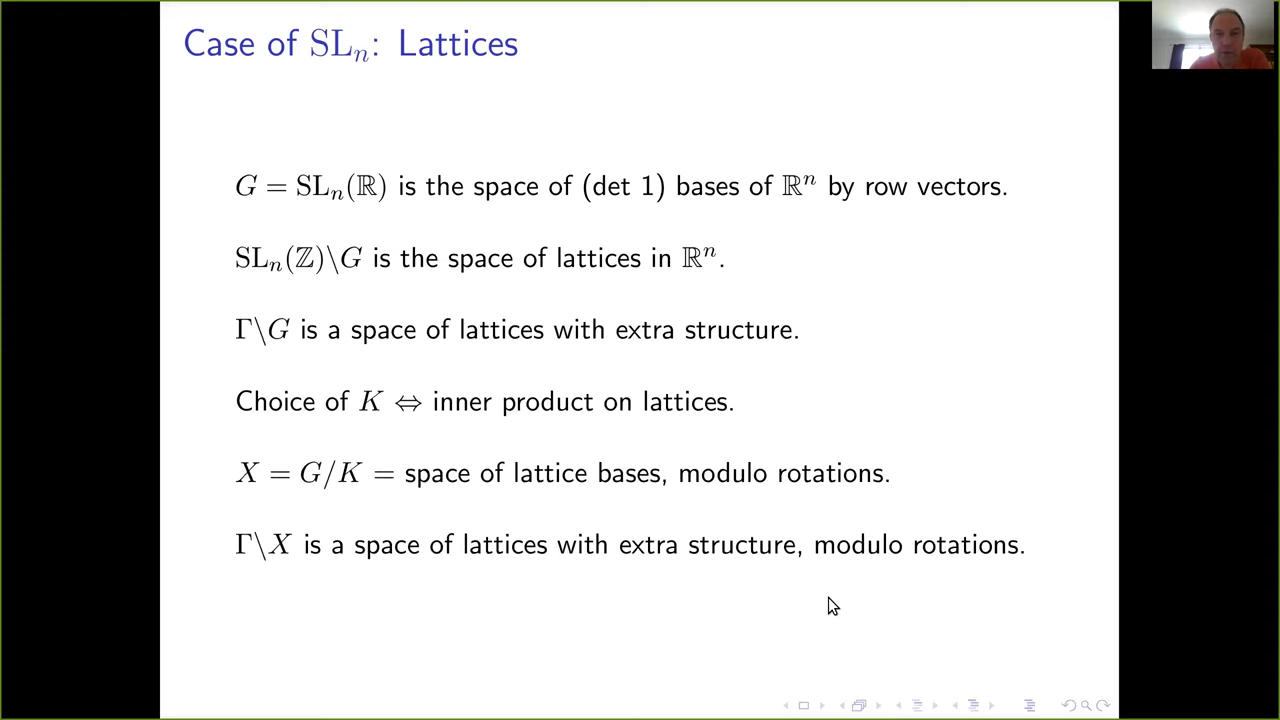 Case of SLₙ: Lattices
G = SLₙ(ℝ) is the space of (det 1) bases of ℝⁿ by row vectors.
SLₙ(ℤ)\G is the space of lattices in ℝⁿ.
Γ\G is a space of lattices with extra structure.
Choice of K ⇔ inner product on lattices.
X = G/K = space of lattice bases, modulo rotations.
Γ\X is a space of lattices with extra structure, modulo rotations.